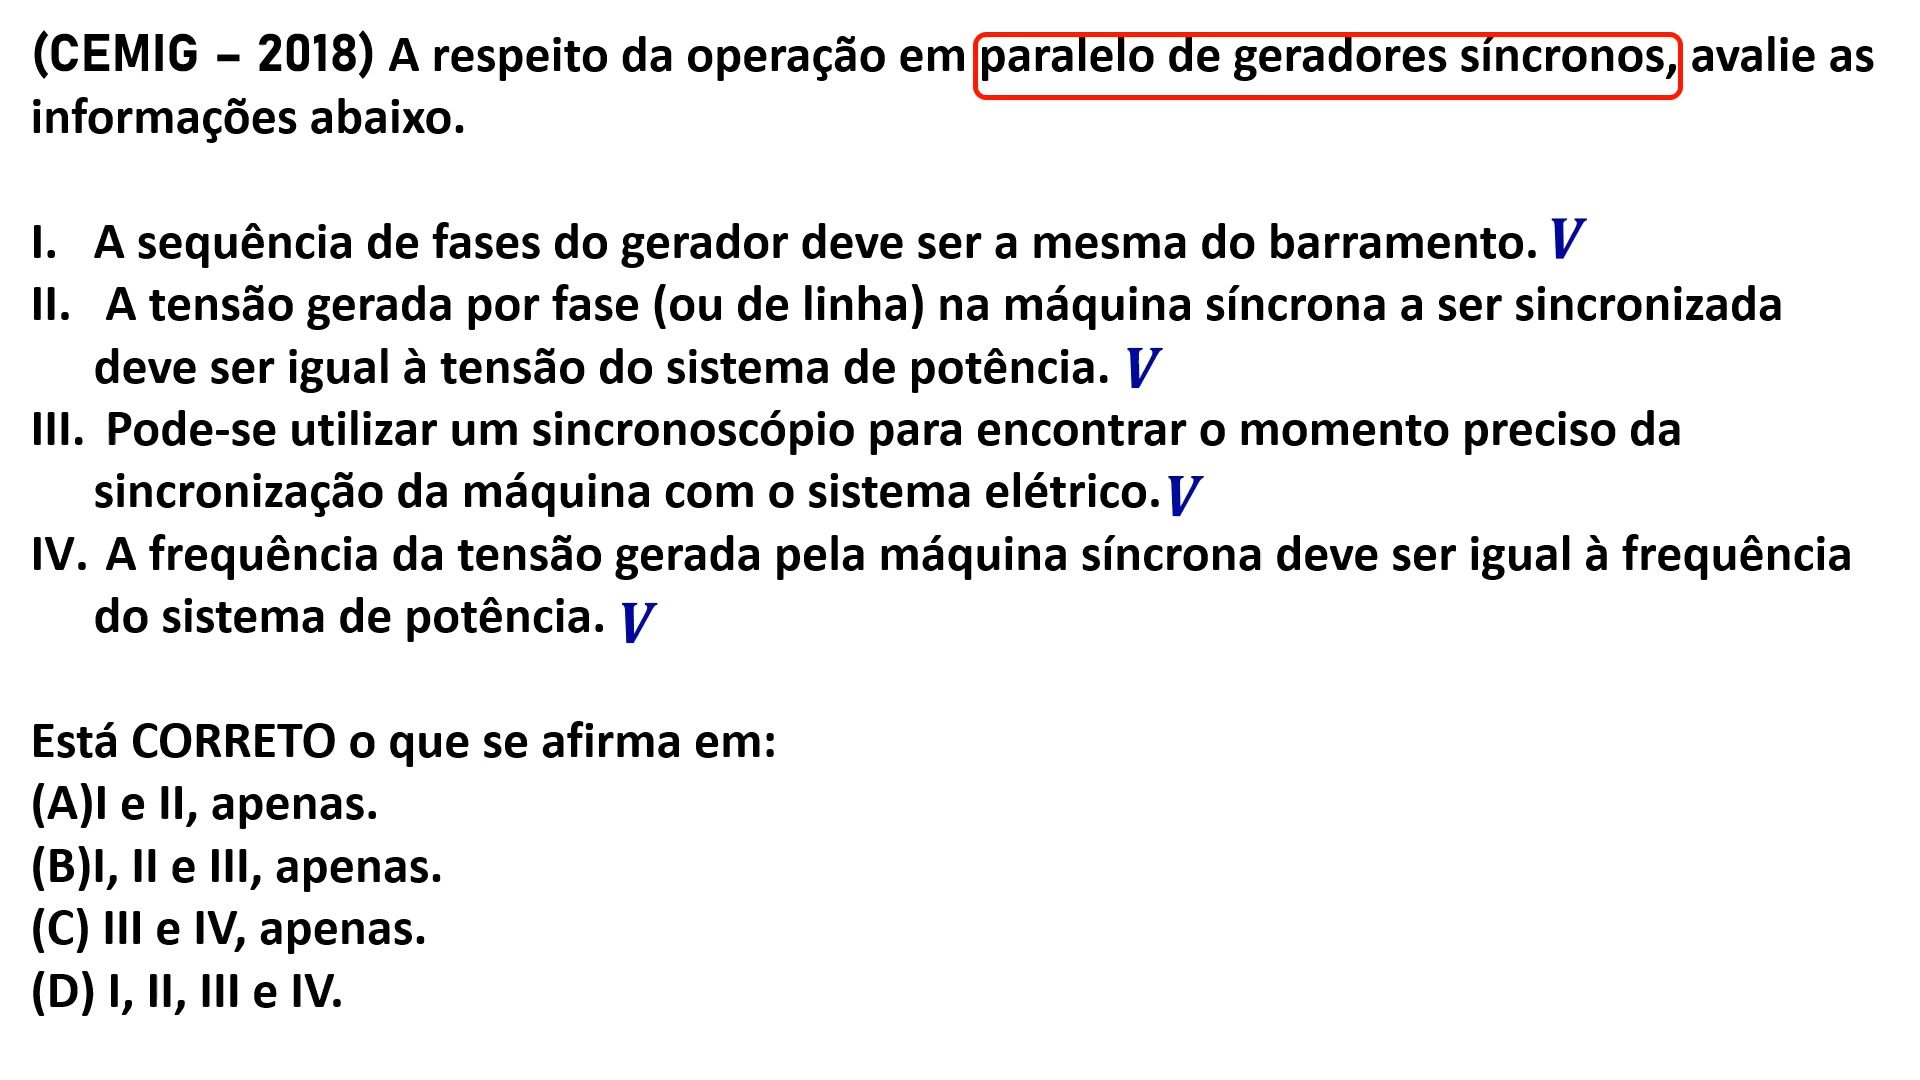 (CEMIG – 2018) A respeito da operação em paralelo de geradores síncronos, avalie as
informações abaixo.
I. A sequência de fases do gerador deve ser a mesma do barramento. V
II. A tensão gerada por fase (ou de linha) na máquina síncrona a ser sincronizada
deve ser igual à tensão do sistema de potência. V
III. Pode-se utilizar um sincronoscópio para encontrar o momento preciso da
sincronização da máquina com o sistema elétrico. V
IV. A frequência da tensão gerada pela máquina síncrona deve ser igual à frequência
do sistema de potência. V
Está CORRETO o que se afirma em:
(A)I e II, apenas.
(B)I, II e III, apenas.
(C) III e IV, apenas.
(D) I, II, III e IV.